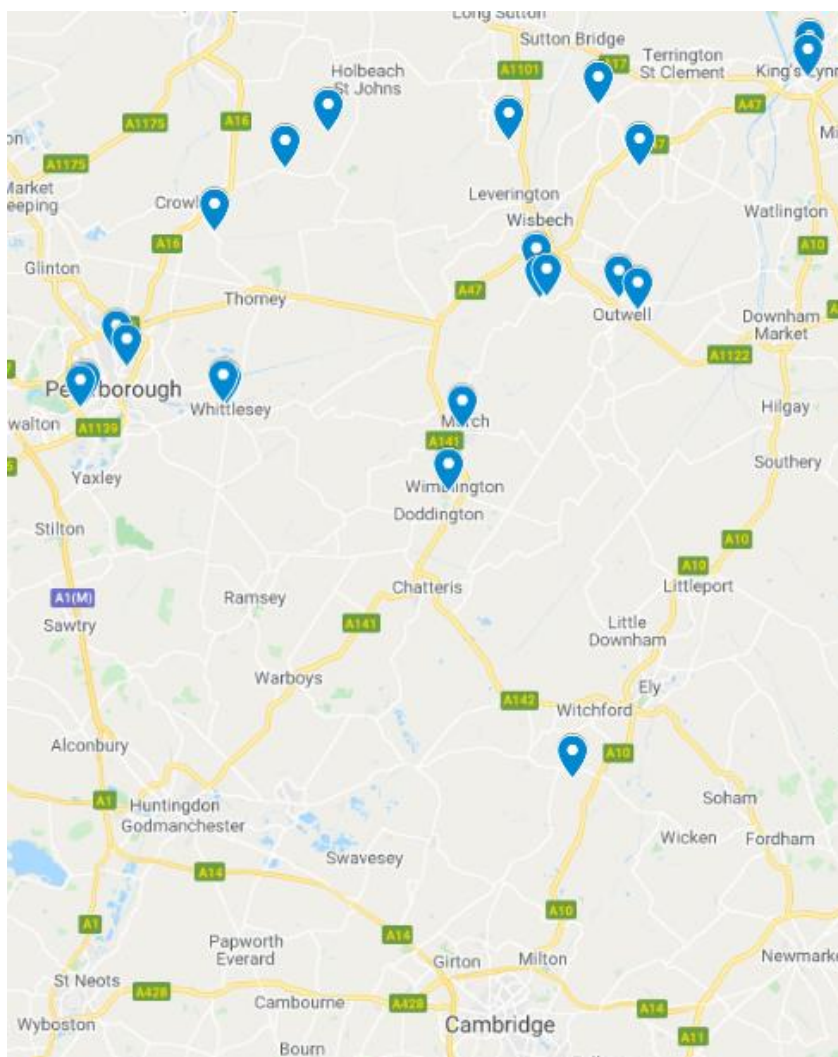 Long Sutton
Sutton Bridge
Holbeach
St Johns
A1101
A17
Terrington
St Clement
King's Lynn
A1175
A16
A47
A1175
Market
eeping
Crowl
Leverington
Wisbech
Watlington
A16
A10
Glinton
Thorney
A47
Outwell
Downham
Market
A1122
Peterborough
Whittlesey
March
Hilgay
walton
A1139
A141
Yaxley
Wimblington
Southery
Doddington
Stilton
A10
A10
Chatteris
Littleport
A1(M)
Ramsey
Sawtry
A141
Little
Downham
Warboys
Ely
A142
Witchford
Alconbury
A10
A1
Huntingdon
Godmanchester
Soham
Wicken
Fordham
Swavesey
A14
A1
A10
A14
Papworth
Everard
Girton
Milton
Newmark
St Neots
A428
Cambourne
A428
A14
Wyboston
Cambridge
A11
Bourn